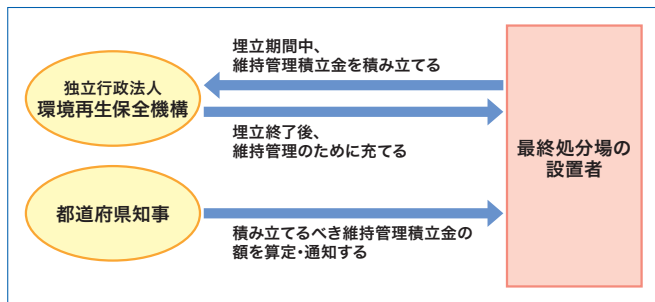 埋立期間中、
維持管理積立金を積み立てる
独立行政法人
環境再生保全機構
埋立終了後、
維持管理のために充てる
最終処分場の
設置者
都道府県知事
積み立てるべき維持管理積立金の
額を算定・通知する